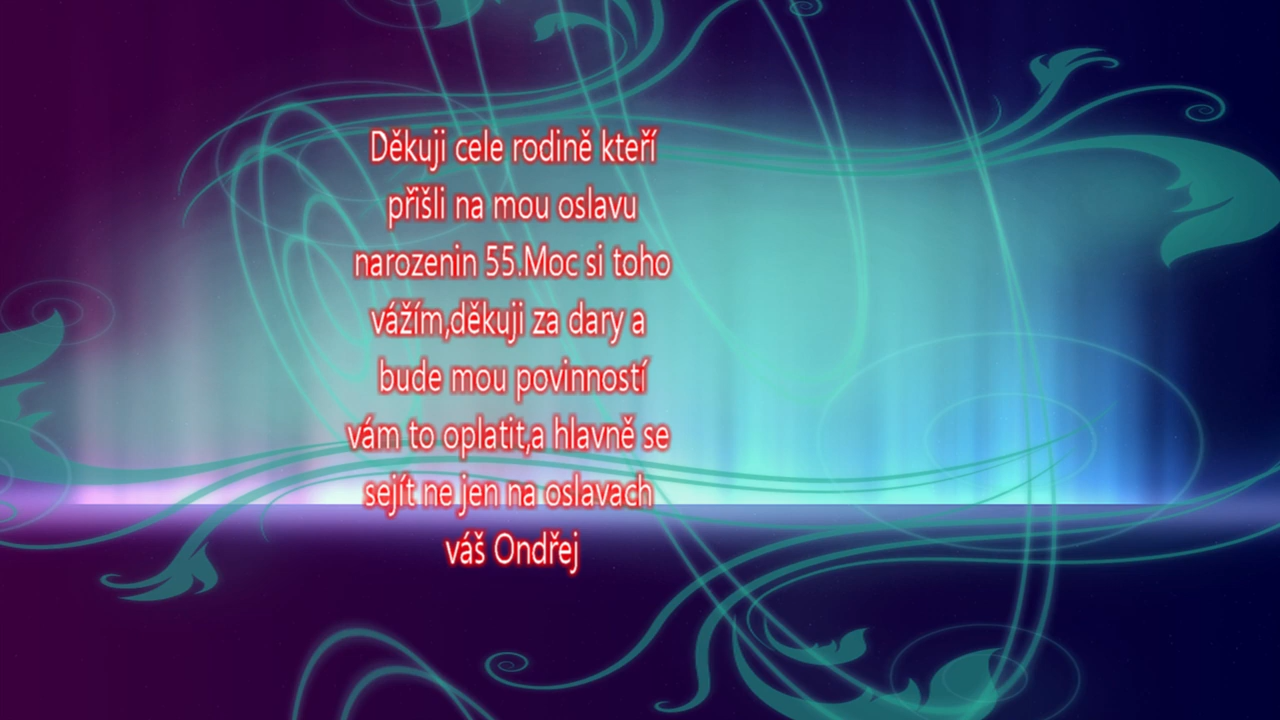 Děkuji cele rodině kteří
přišli na mou oslavu
narozenin 55.Moc si toho
vážím,děkuji za dary a
bude mou povinností
vám to oplatit,a hlavně se
sejít ne jen na oslavach
váš Ondřej